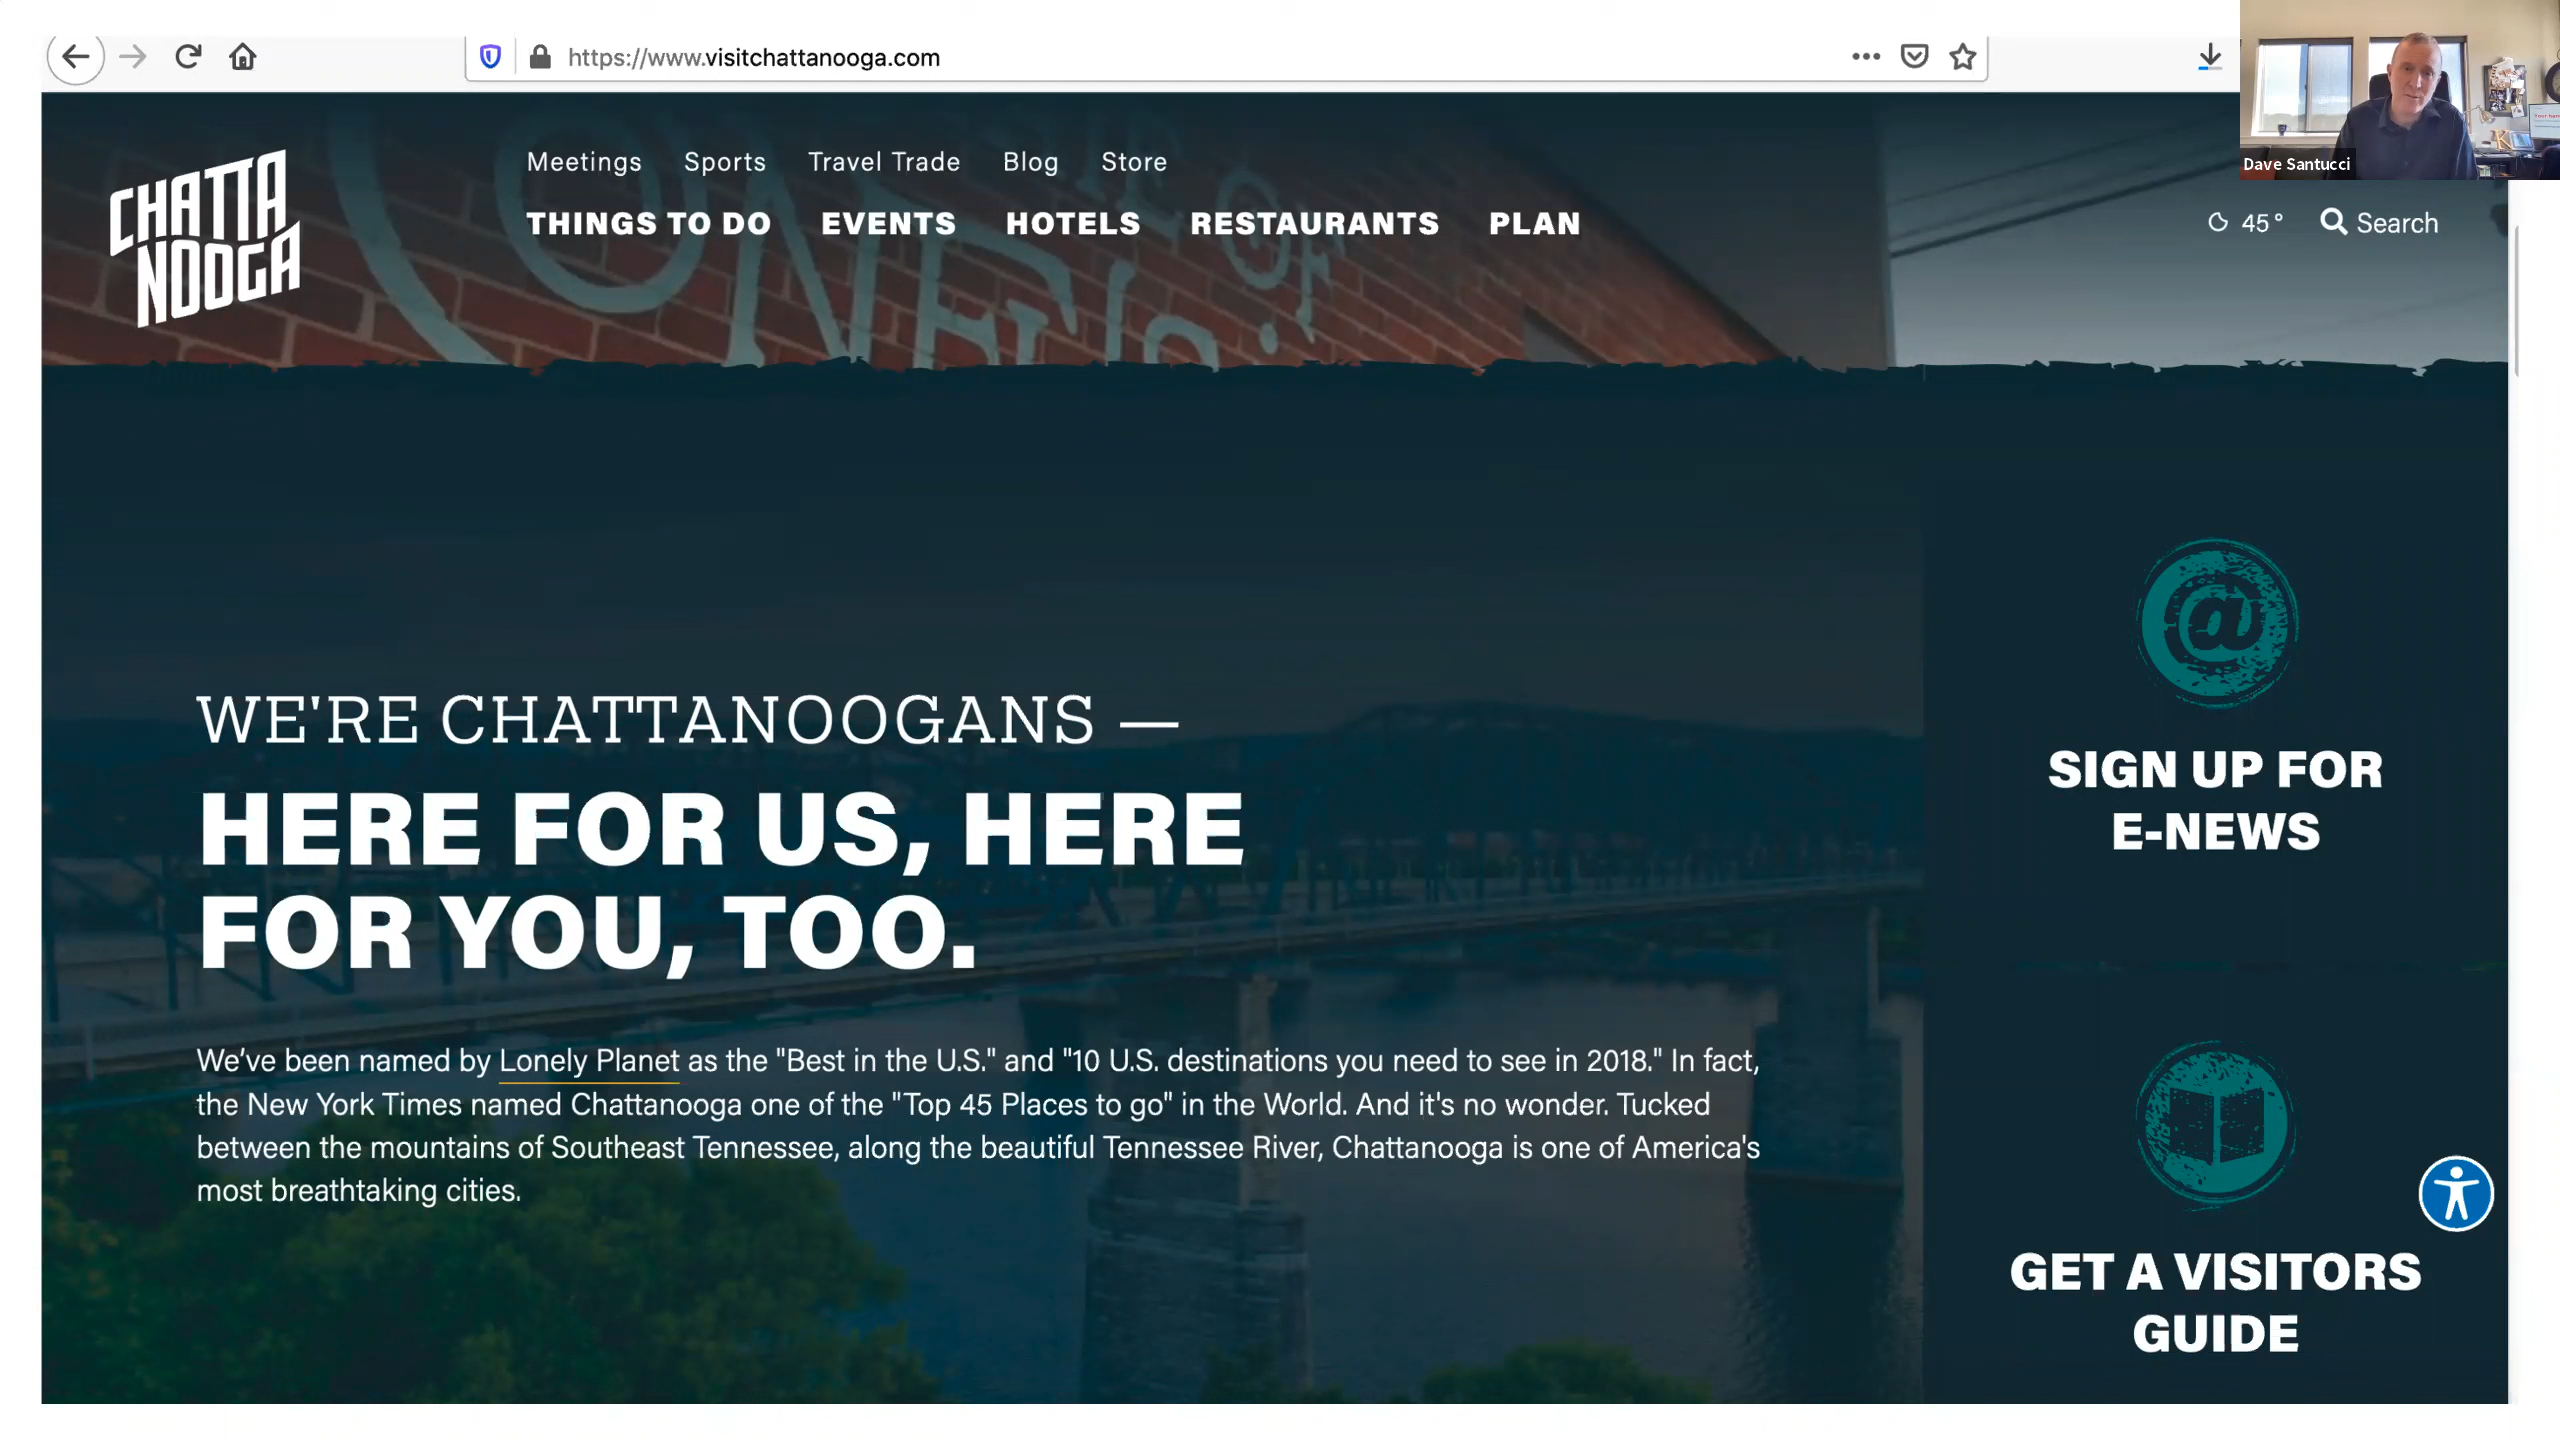 https://www.visitchattanooga.com
Dave Santucci
CHATTA
NOOGA
Meetings Sports Travel Trade Blog Store
THINGS TO DO EVENTS HOTELS RESTAURANTS PLAN
45° Search
WE'RE CHATTANOOGANS —
HERE FOR US, HERE
FOR YOU, TOO.
We've been named by Lonely Planet as the "Best in the U.S." and "10 U.S. destinations you need to see in 2018." In fact,
the New York Times named Chattanooga one of the "Top 45 Places to go" in the World. And it's no wonder. Tucked
between the mountains of Southeast Tennessee, along the beautiful Tennessee River, Chattanooga is one of America's
most breathtaking cities.
@
SIGN UP FOR
E-NEWS
GET A VISITORS
GUIDE